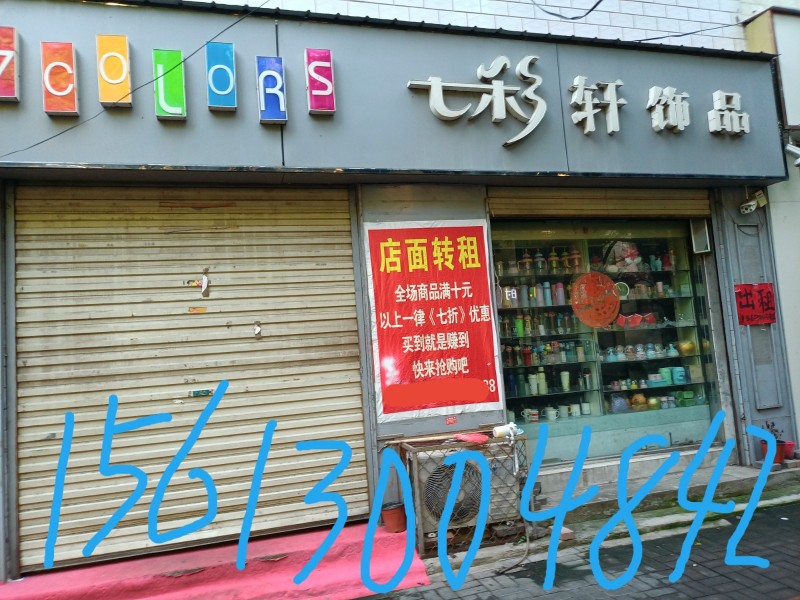 7COLORS
七彩轩饰品
店面转租
全场商品满十元
以上一律《七折》优惠
买到就是赚到
快来抢购吧
88
出租
15613004842